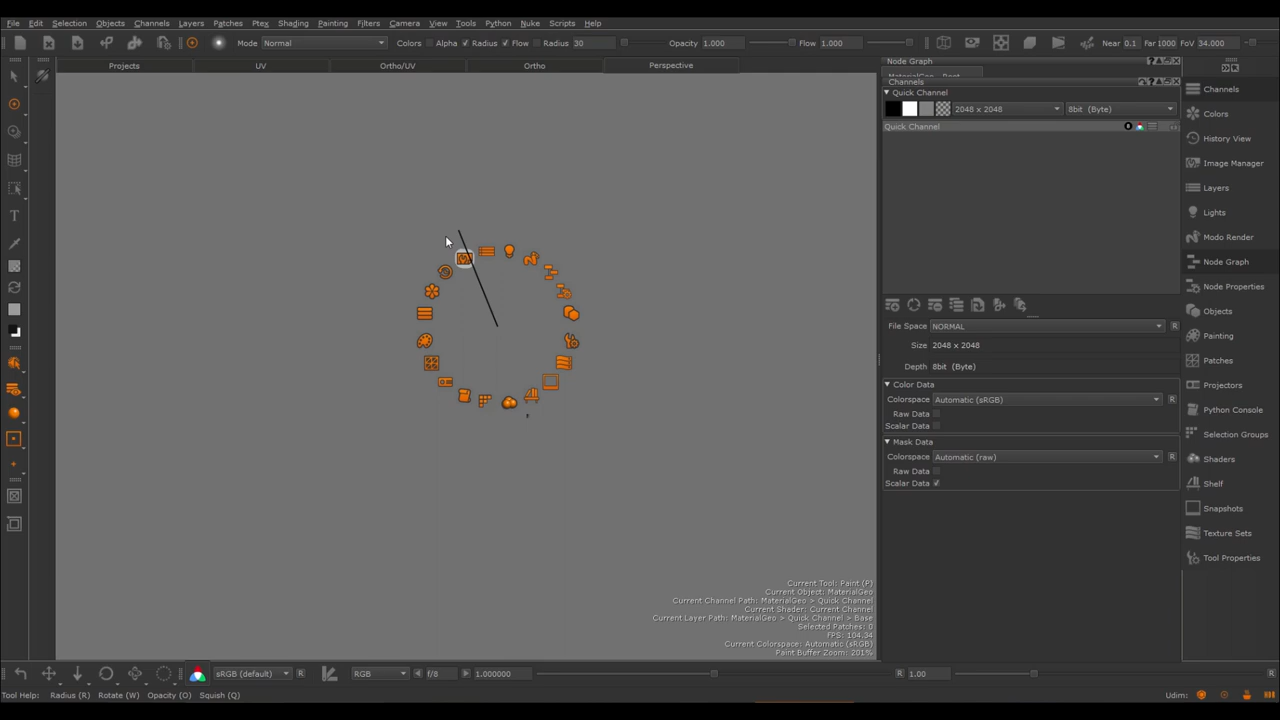 File Edit Selection Objects Channels Layers Patches Ptex Shading Painting Filters Camera View Tools Python Nuke Scripts Help
Mode Normal Colors Alpha Radius Flow Radius 30 Opacity 1.000 Flow 1.000 Near 0.1 Far 1000 FoV 34.000
Projects UV Ortho/UV Ortho Perspective
Node Graph
Channels
Quick Channel
2048 x 2048 8bit (Byte)
Quick Channel
File Space NORMAL R
Size 2048 x 2048
Depth 8bit (Byte)
Color Data
Colorspace Automatic (sRGB) R
Raw Data
Scalar Data
Mask Data
Colorspace Automatic (raw) R
Raw Data
Scalar Data
Channels
Colors
History View
Image Manager
Layers
Lights
Modo Render
Node Graph
Node Properties
Objects
Painting
Patches
Projectors
Python Console
Selection Groups
Shaders
Shelf
Snapshots
Texture Sets
Tool Properties
Current Tool: Paint (P)
Current Object: MaterialGeo
Current Channel Path: MaterialGeo > Quick Channel
Current Shader: Current Channel
Current Layer Path: MaterialGeo > Quick Channel > Base
Selected Patches: 0
FPS: 104.34
Current Colorspace: Automatic (sRGB)
Paint Buffer Zoom: 201%
sRGB (default) R RGB f/8 1.000000 R 1.00 R
Tool Help: Radius (R) Rotate (W) Opacity (O) Squish (Q) Udim: